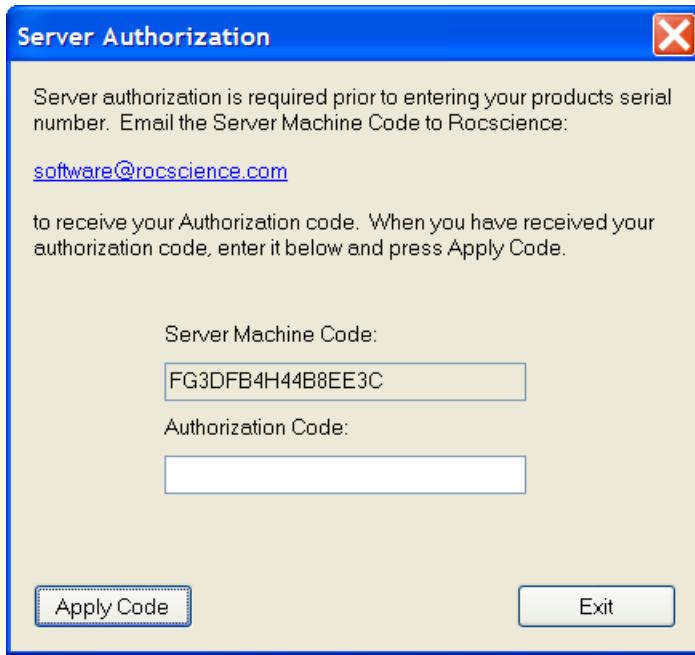 Server Authorization
Server authorization is required prior to entering your products serial
number. Email the Server Machine Code to Rocscience:
software@rocscience.com
to receive your Authorization code. When you have received your
authorization code, enter it below and press Apply Code.
Server Machine Code:
FG3DFB4H44B8EE3C
Authorization Code:
Apply Code
Exit